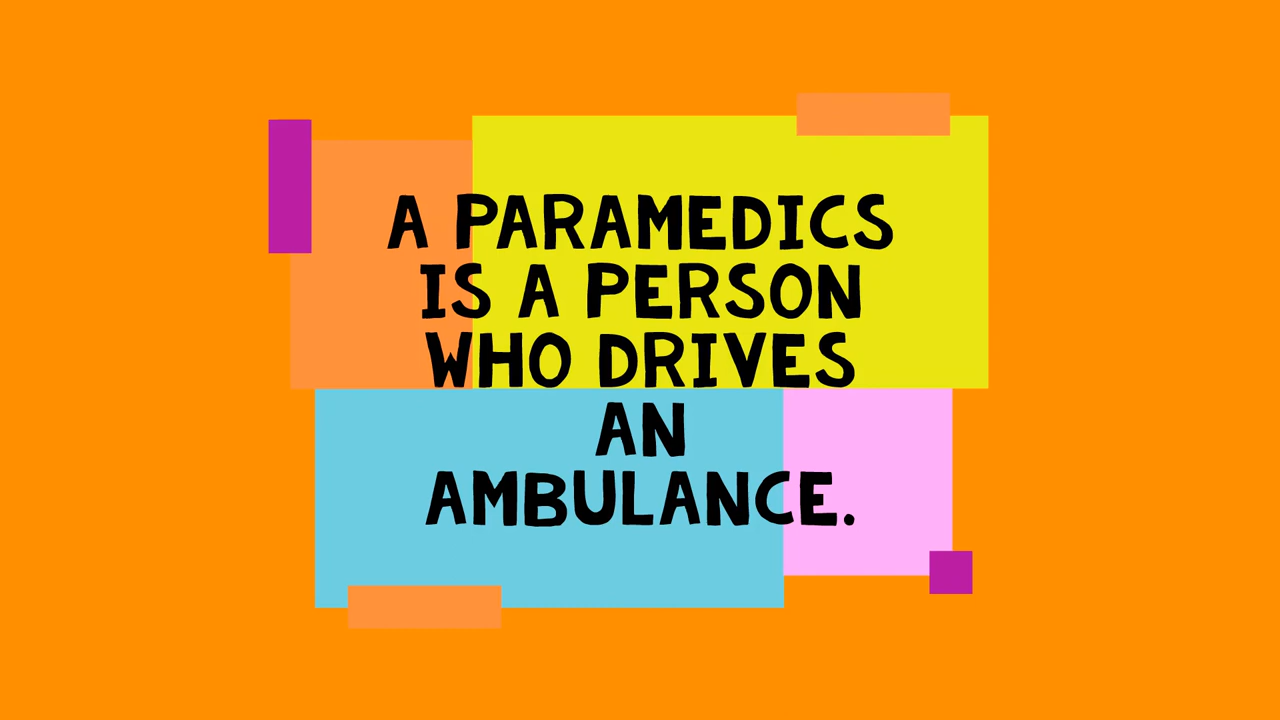 A PARAMEDICS
IS A PERSON
WHO DRIVES
AN
AMBULANCE.